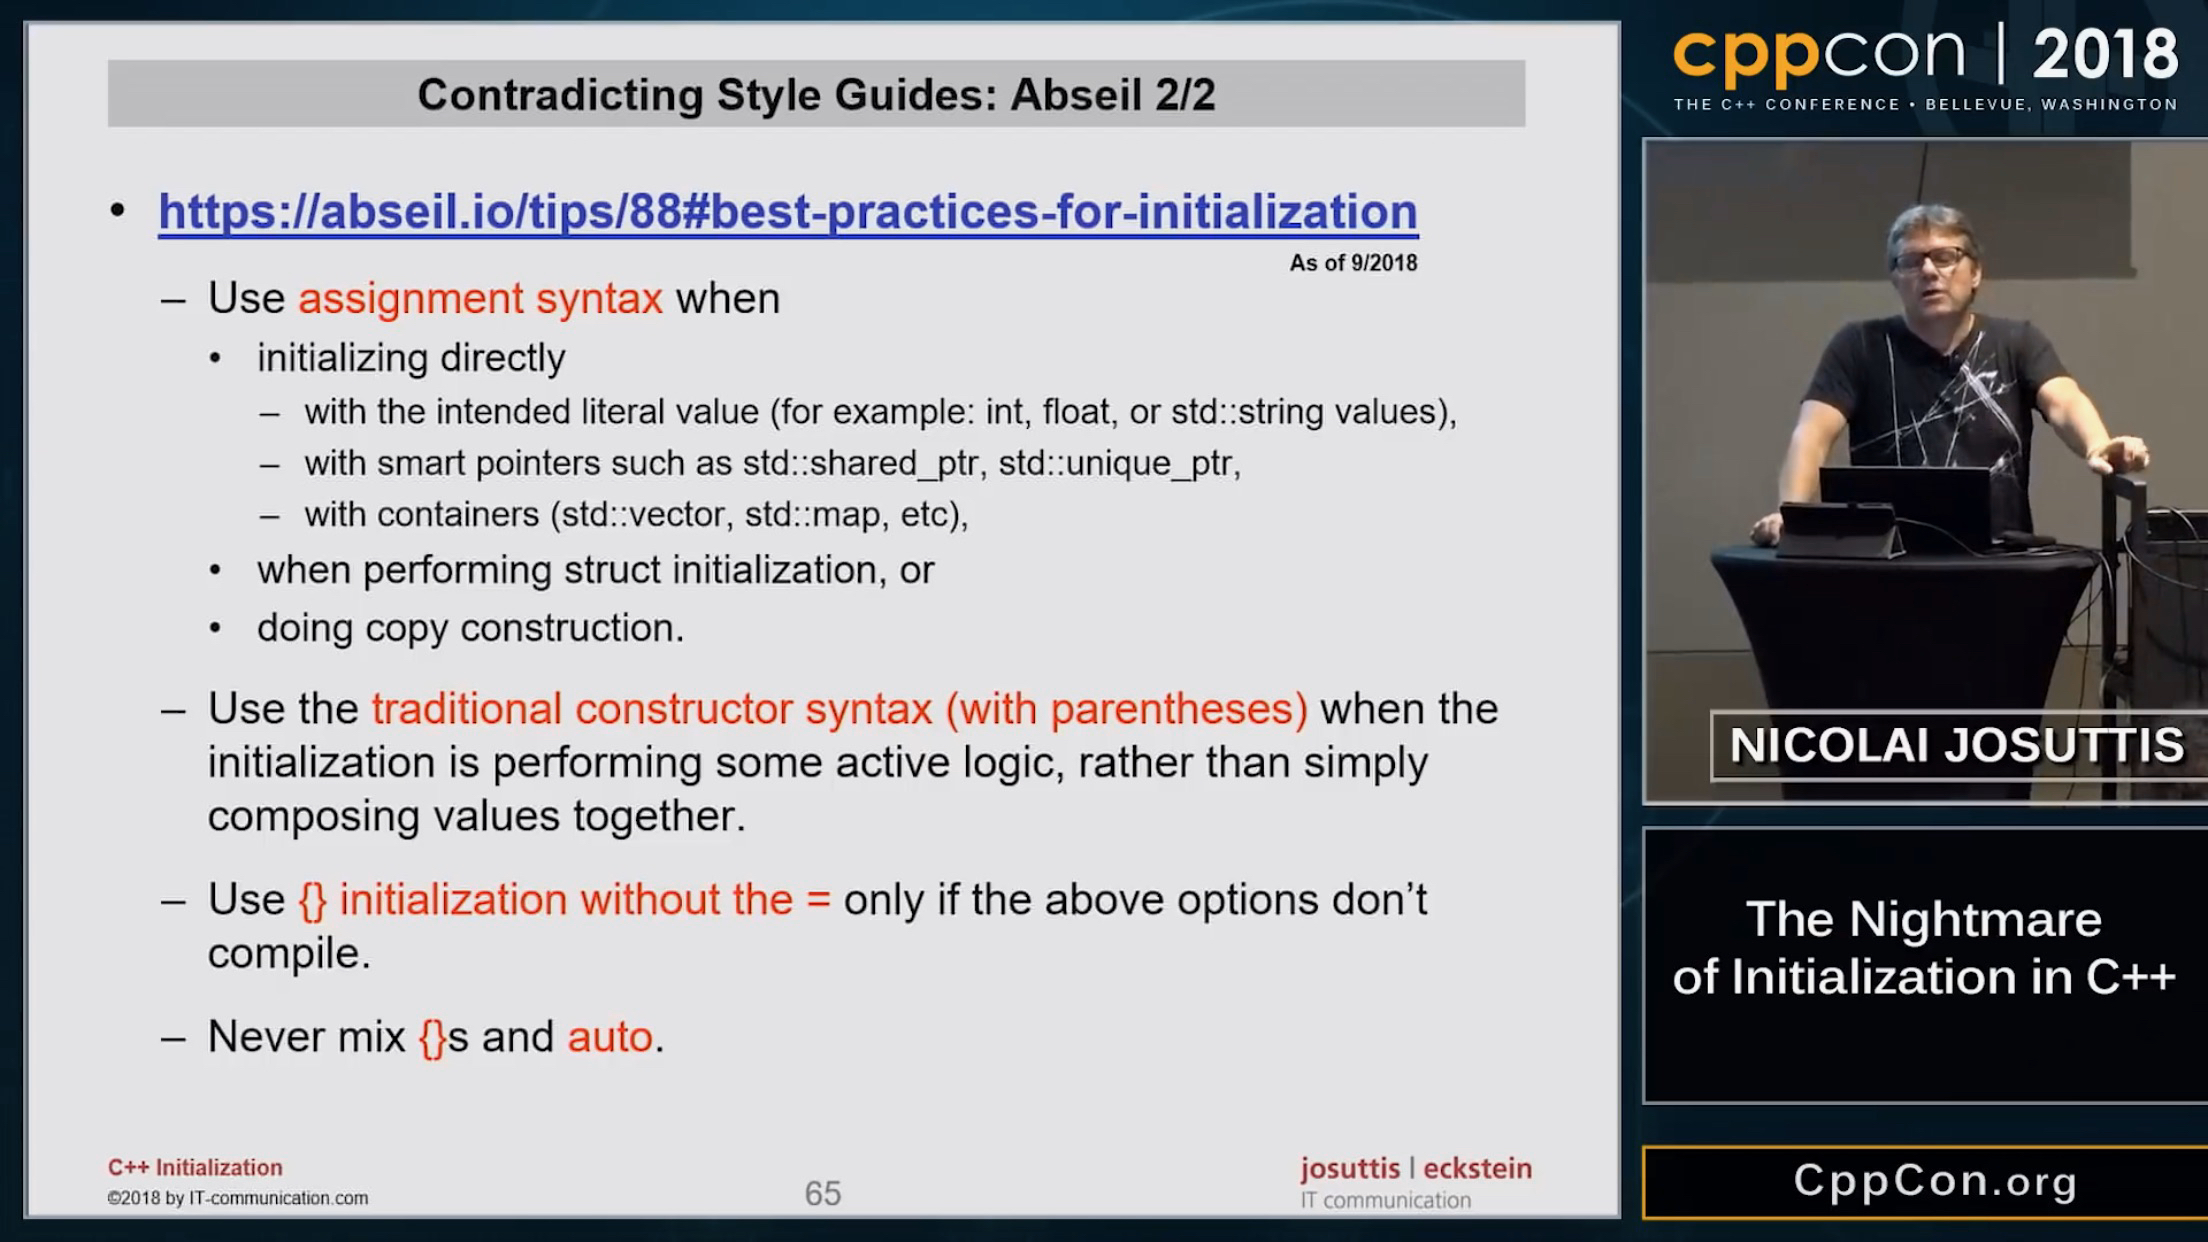 Contradicting Style Guides: Abseil 2/2
• https://abseil.io/tips/88#best-practices-for-initialization
As of 9/2018
– Use assignment syntax when
• initializing directly
– with the intended literal value (for example: int, float, or std::string values),
– with smart pointers such as std::shared_ptr, std::unique_ptr,
– with containers (std::vector, std::map, etc),
• when performing struct initialization, or
• doing copy construction.
– Use the traditional constructor syntax (with parentheses) when the
initialization is performing some active logic, rather than simply
composing values together.
– Use {} initialization without the = only if the above options don’t
compile.
– Never mix {}s and auto.
C++ Initialization
©2018 by IT-communication.com
65
josuttis | eckstein
IT communication
cppcon | 2018
THE C++ CONFERENCE • BELLEVUE, WASHINGTON
NICOLAI JOSUTTIS
The Nightmare
of Initialization in C++
CppCon.org